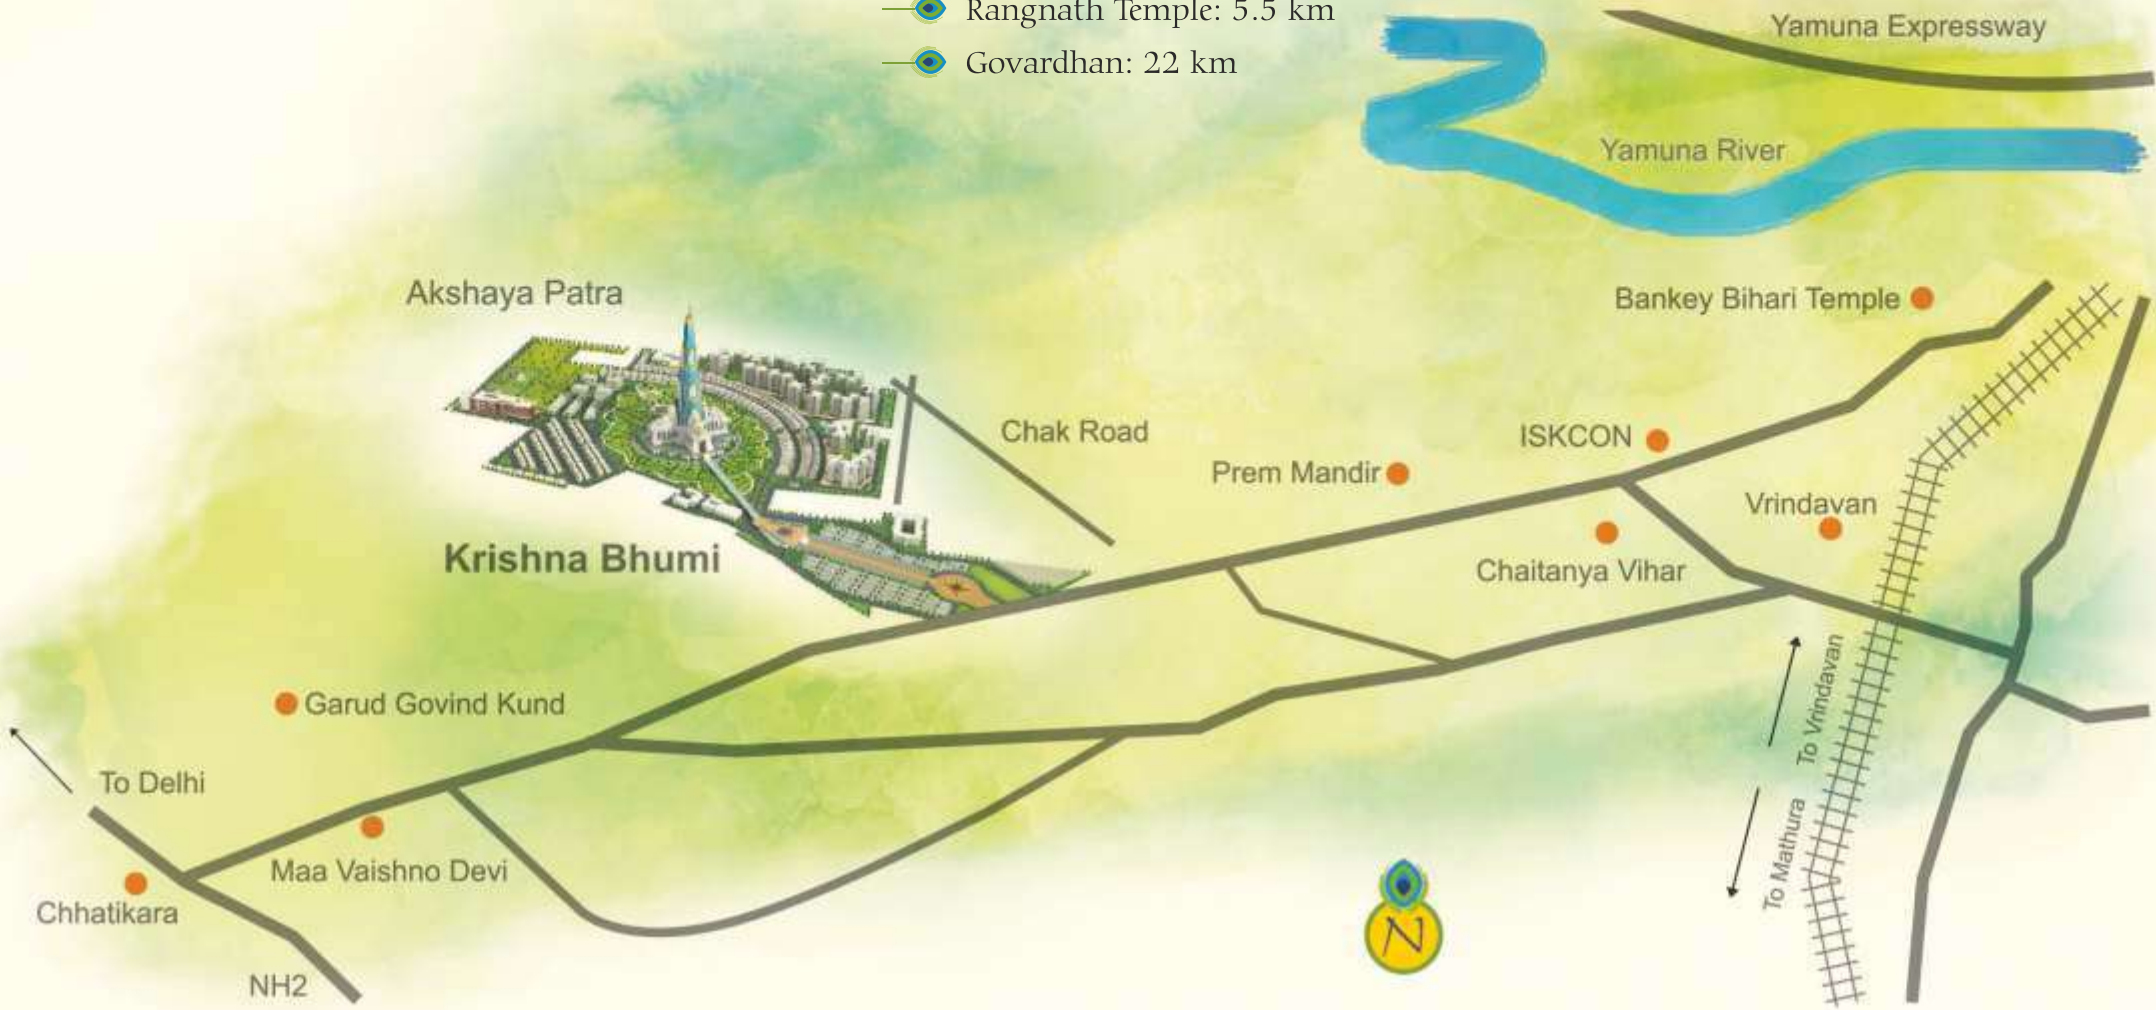 Rangnath Temple: 5.5 km
Govardhan: 22 km
Yamuna Expressway
Yamuna River
Akshaya Patra
Bankey Bihari Temple
Chak Road
ISKCON
Prem Mandir
Vrindavan
Krishna Bhumi
Chaitanya Vihar
To Vrindavan
Garud Govind Kund
To Delhi
To Mathura
Maa Vaishno Devi
Chhatikara
N
NH2